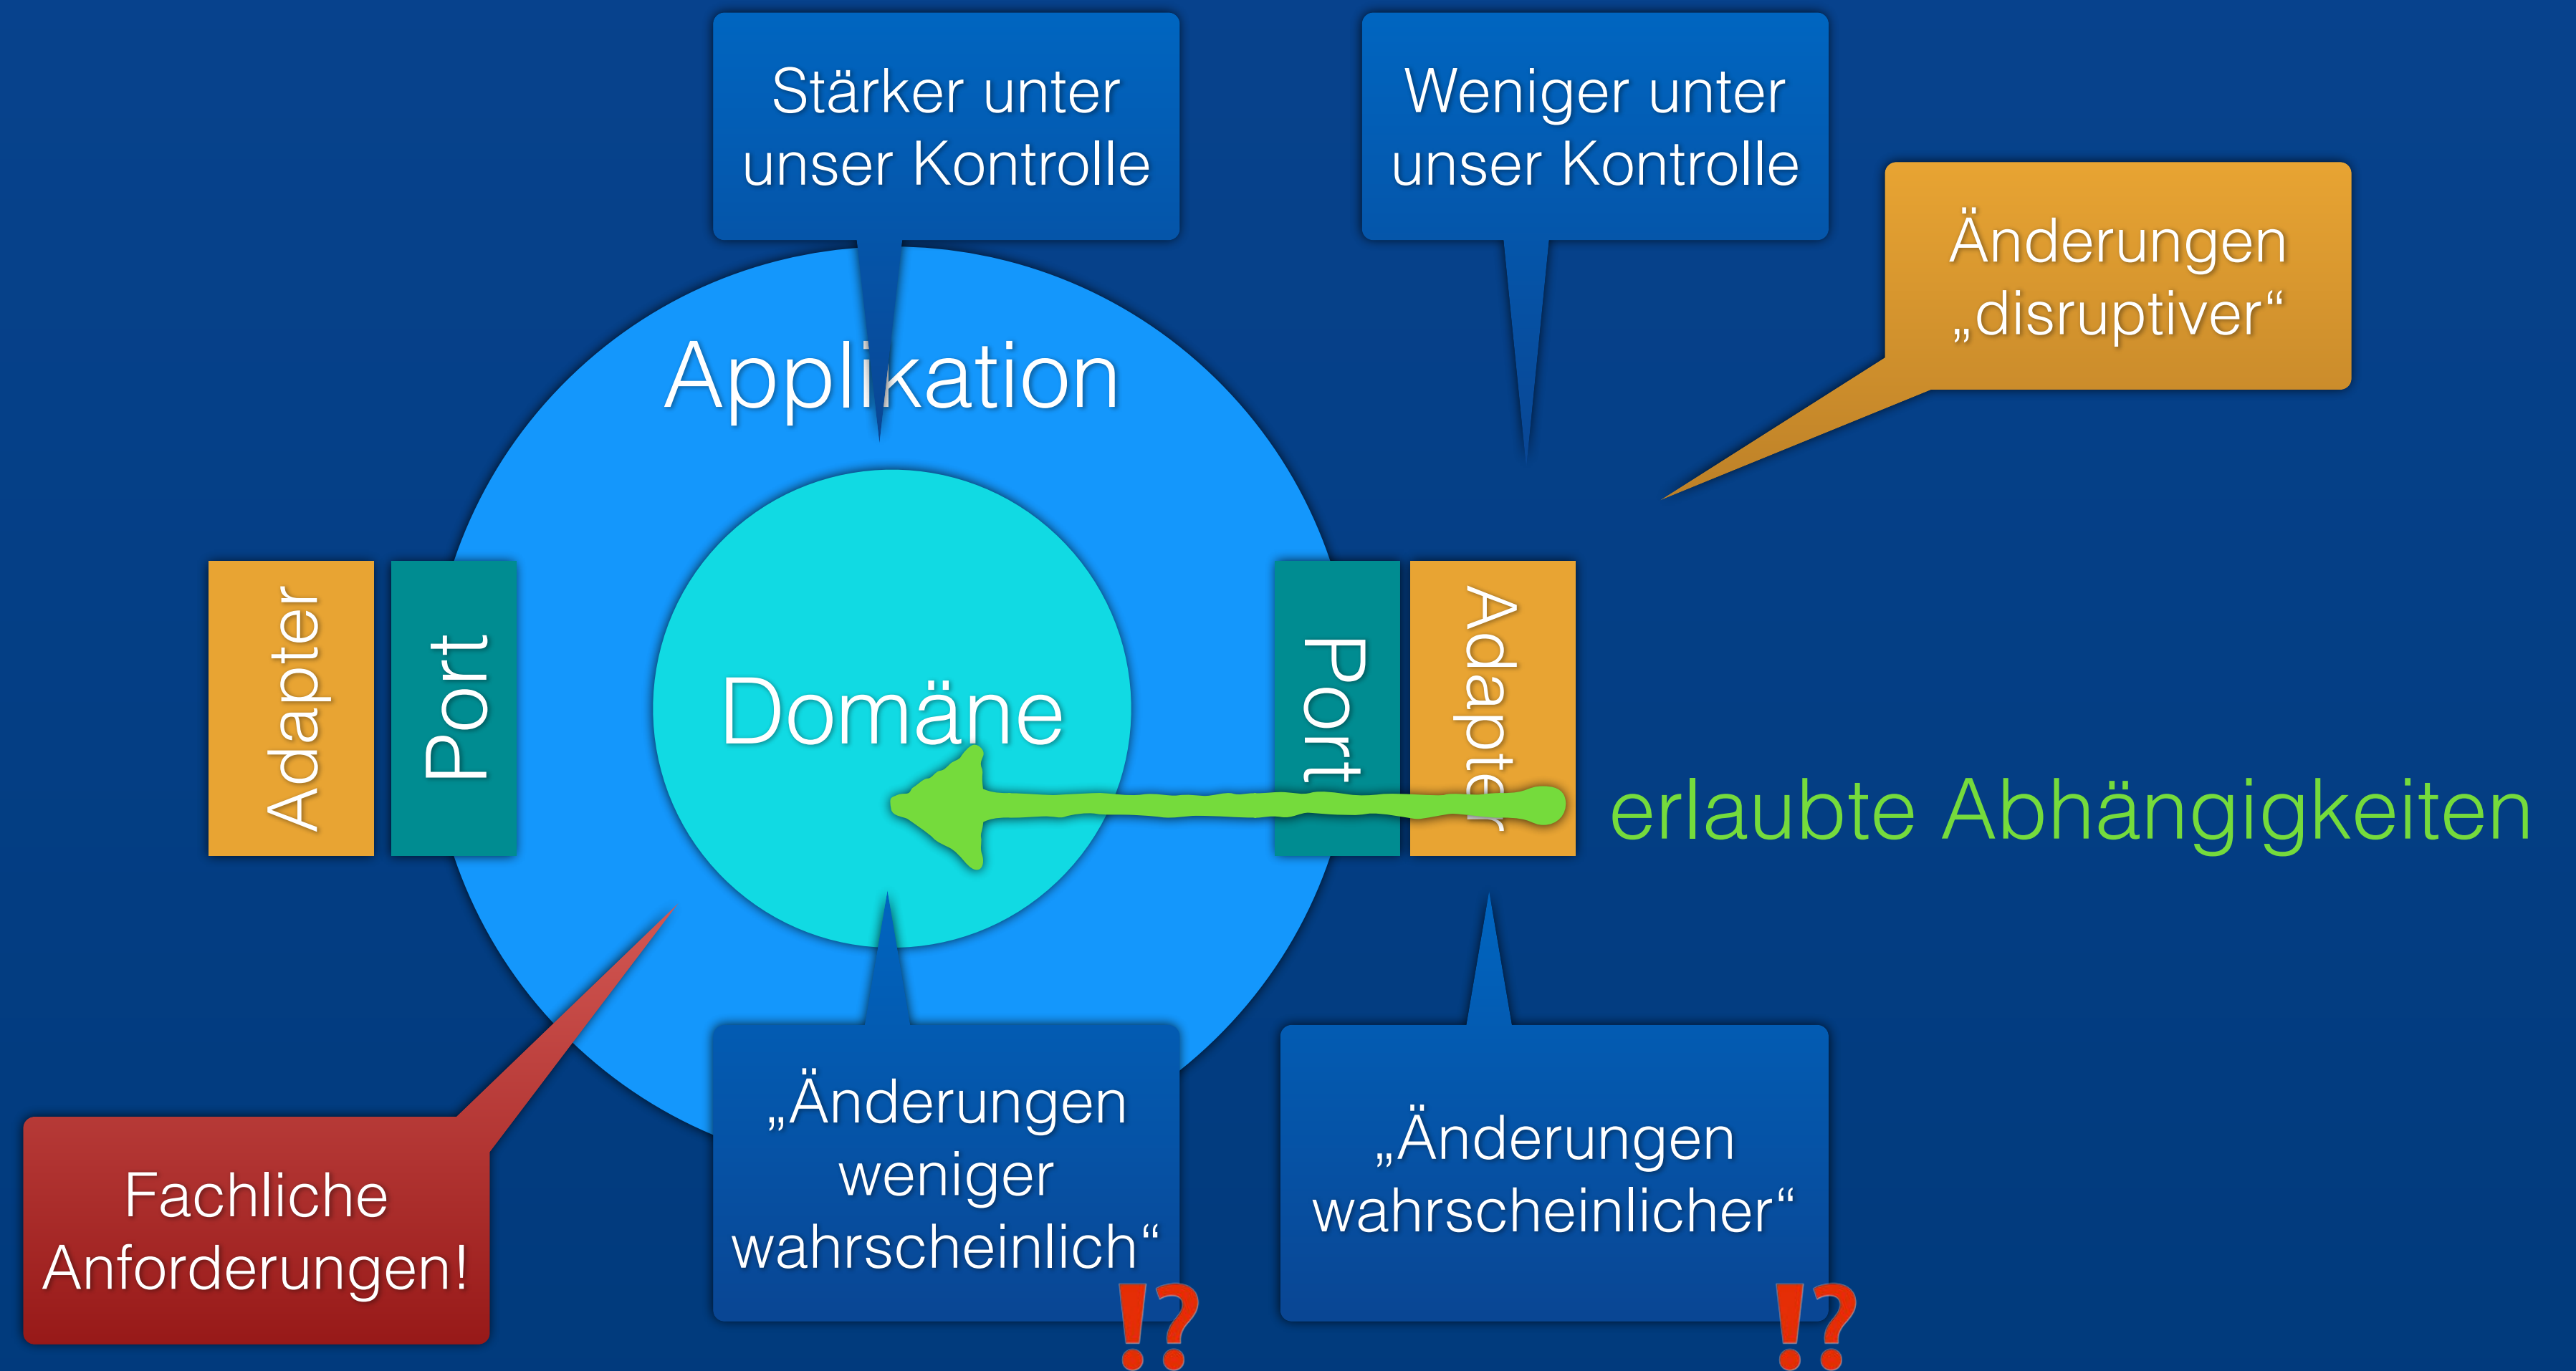 Stärker unter
unser Kontrolle
Weniger unter
unser Kontrolle
Änderungen
„disruptiver“
Applikation
Adapter
Port
Domäne
Port
Adapter
erlaubte Abhängigkeiten
Fachliche
Anforderungen!
„Änderungen
weniger
wahrscheinlich“
!?
„Änderungen
wahrscheinlicher“
!?